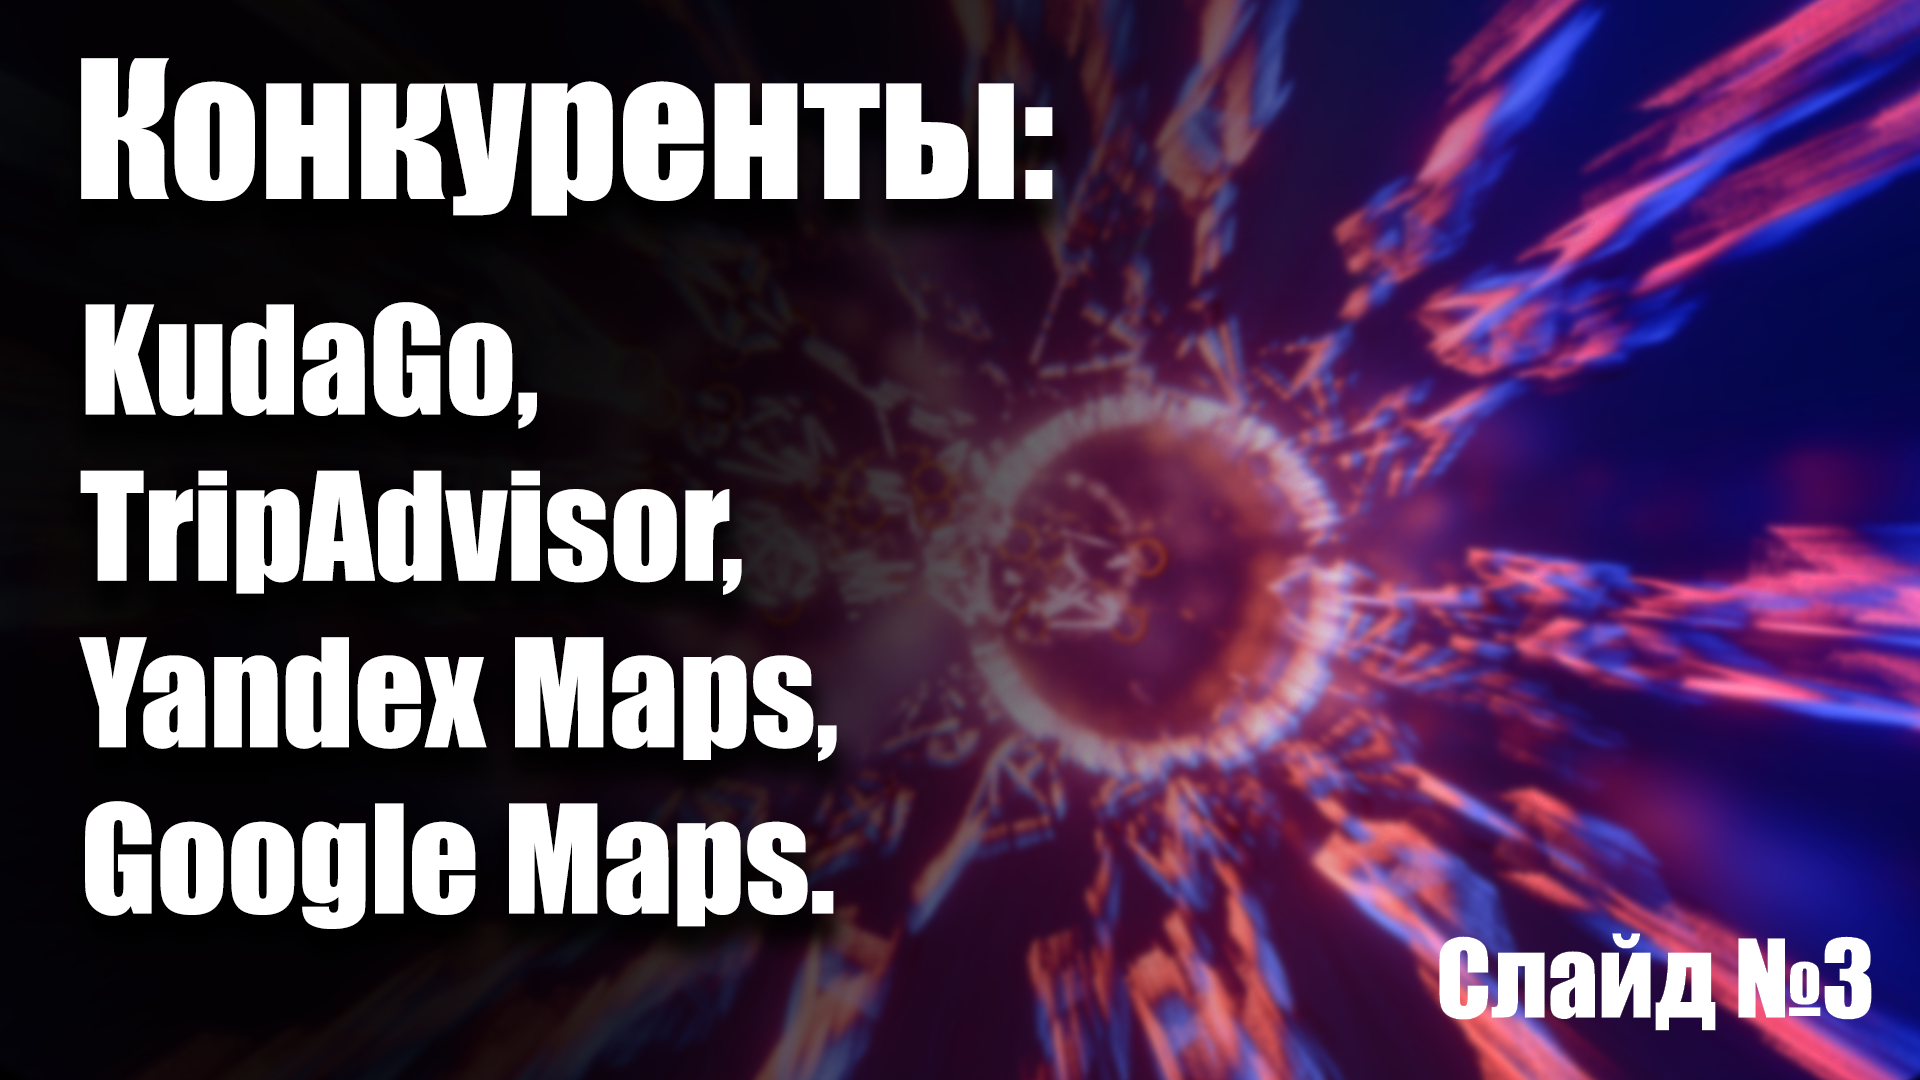 Конкуренты:
KudaGo,
TripAdvisor,
Yandex Maps,
Google Maps.
Слайд №3